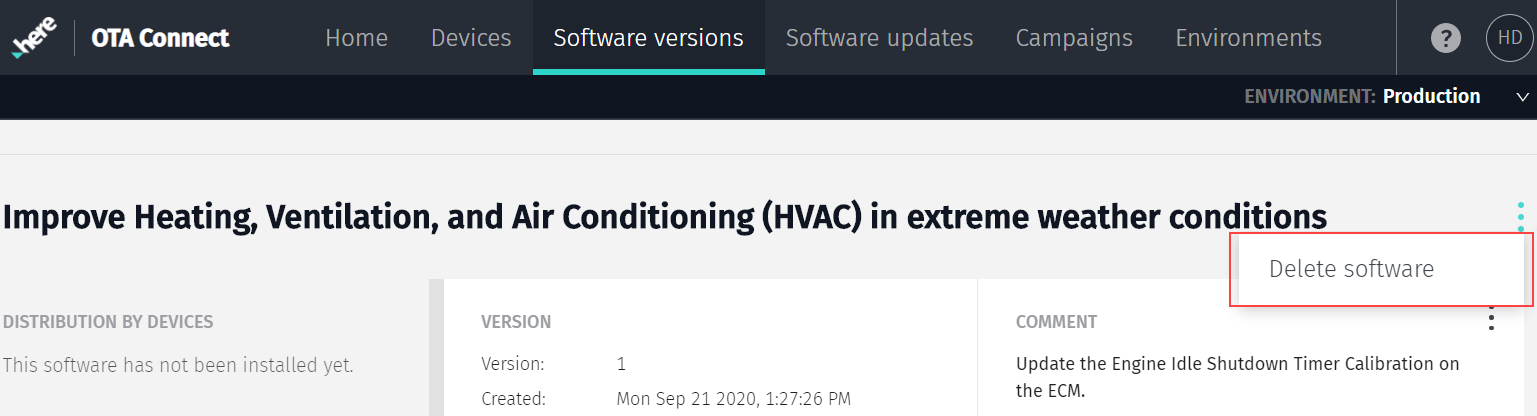 here OTA Connect Home Devices Software versions Software updates Campaigns Environments ? HD
ENVIRONMENT: Production
Improve Heating, Ventilation, and Air Conditioning (HVAC) in extreme weather conditions
Delete software
DISTRIBUTION BY DEVICES
This software has not been installed yet.
VERSION
Version: 1
Created: Mon Sep 21 2020, 1:27:26 PM
COMMENT
Update the Engine Idle Shutdown Timer Calibration on
the ECM.